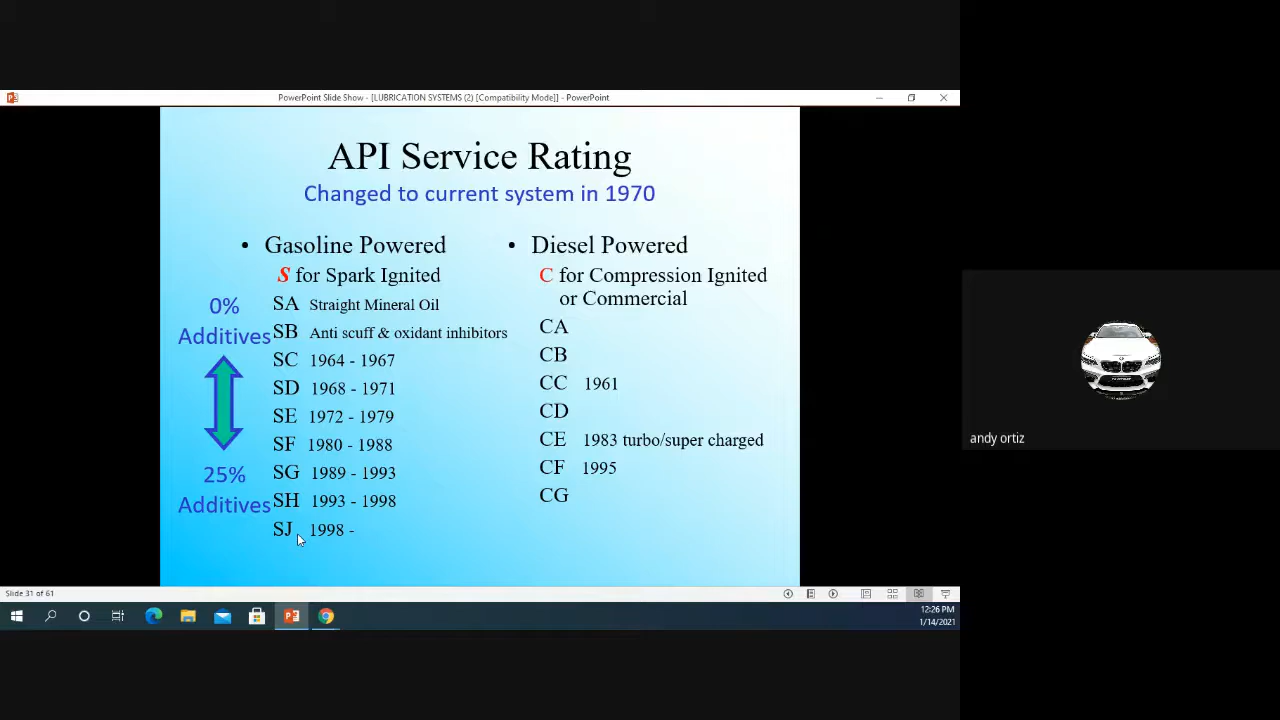 PowerPoint Slide Show - [LUBRICATION SYSTEMS (2) [Compatibility Mode]] - PowerPoint
API Service Rating
Changed to current system in 1970
• Gasoline Powered
S for Spark Ignited
0%
Additives
25%
Additives
SA Straight Mineral Oil
SB Anti scuff & oxidant inhibitors
SC 1964 - 1967
SD 1968 - 1971
SE 1972 - 1979
SF 1980 - 1988
SG 1989 - 1993
SH 1993 - 1998
SJ 1998 -
• Diesel Powered
C for Compression Ignited
or Commercial
CA
CB
CC 1961
CD
CE 1983 turbo/super charged
CF 1995
CG
andy ortiz
Slide 31 of 61
12:26 PM
1/14/2021